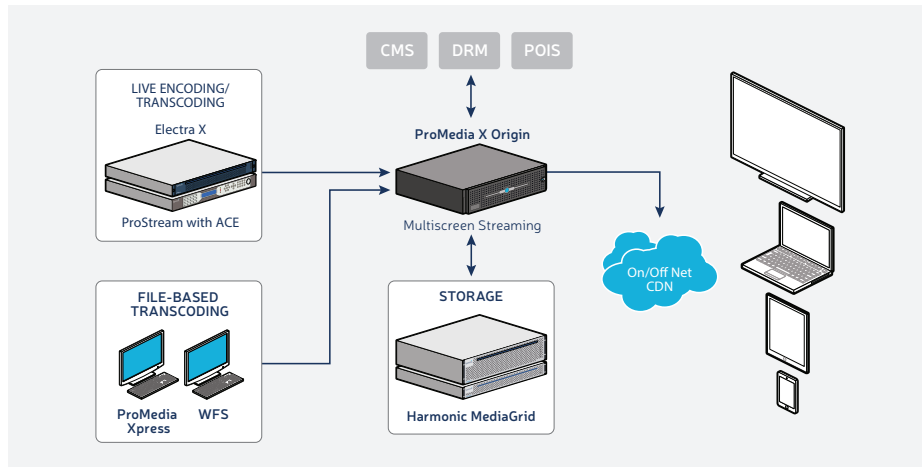 CMS
DRM
POIS
LIVE ENCODING/
TRANSCODING
Electra X
ProStream with ACE
ProMedia X Origin
Multiscreen Streaming
On/Off Net
CDN
FILE-BASED
TRANSCODING
ProMedia
Xpress
WFS
STORAGE
Harmonic MediaGrid